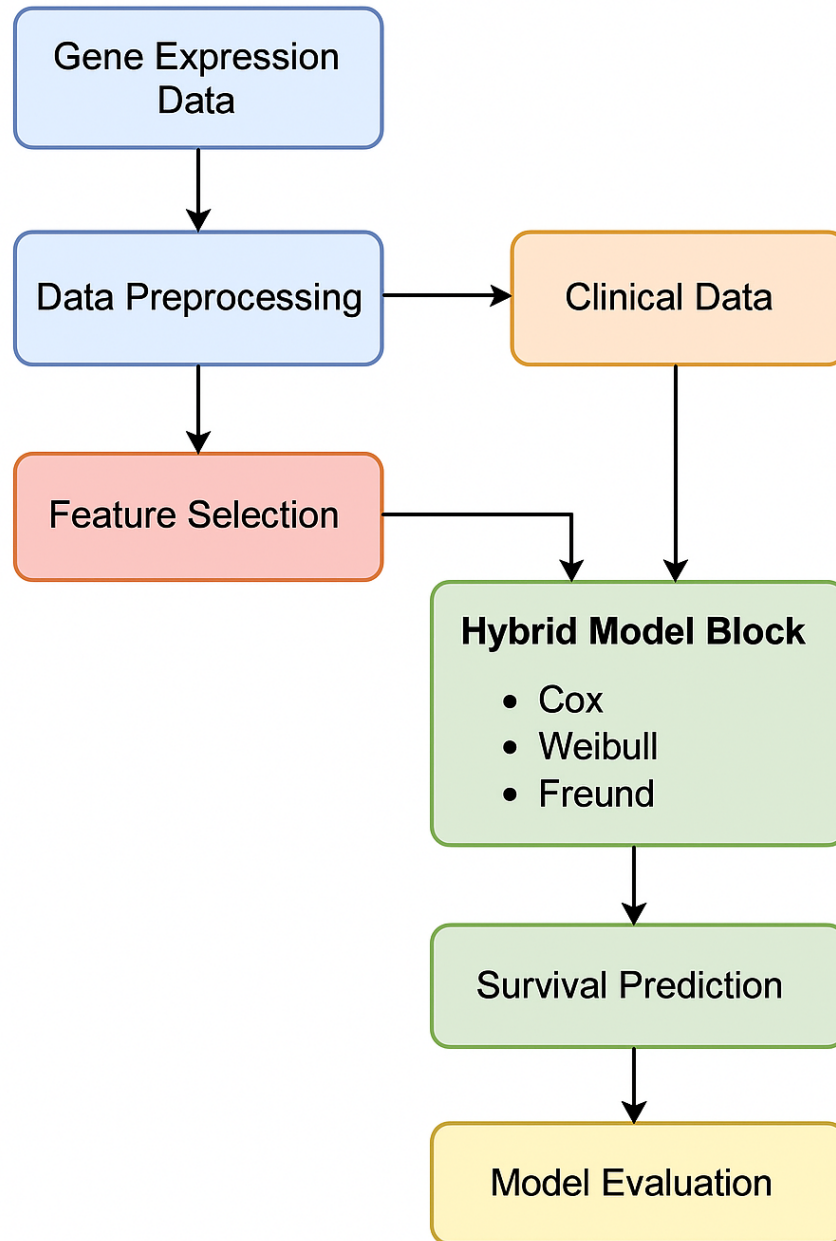 Gene Expression
Data
Data Preprocessing
Clinical Data
Feature Selection
Hybrid Model Block
• Cox
• Weibull
• Freund
Survival Prediction
Model Evaluation